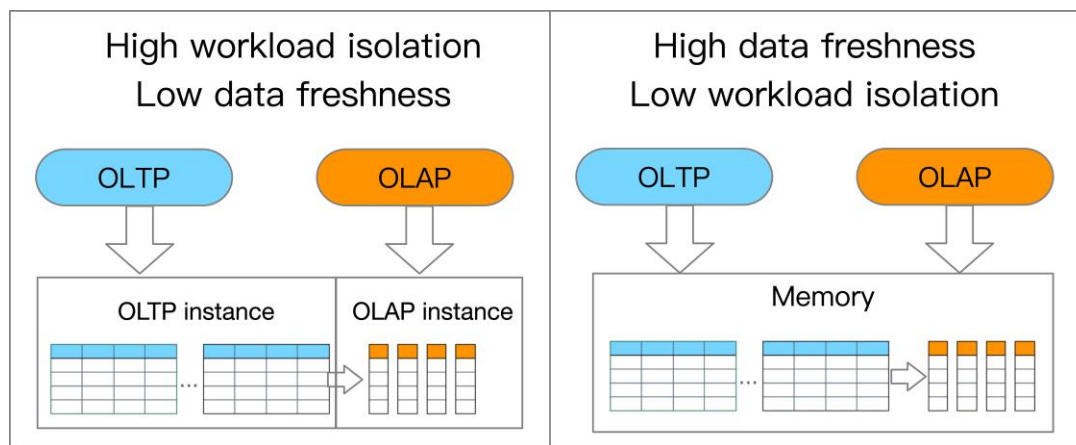 High workload isolation
Low data freshness
OLTP
OLAP
OLTP instance
OLAP instance
...
High data freshness
Low workload isolation
OLTP
OLAP
Memory
...